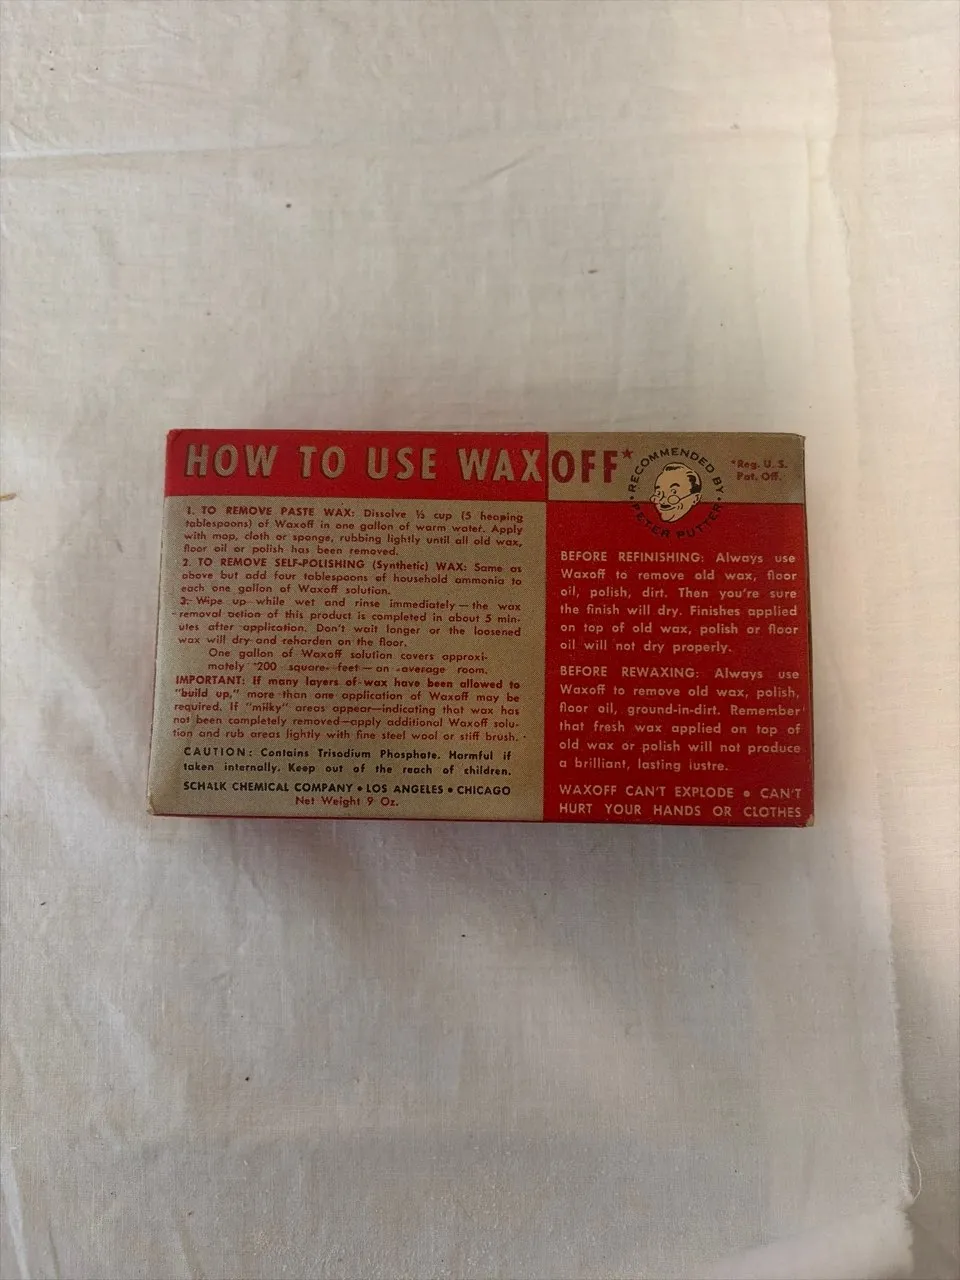 HOW TO USE WAXOFF*
RECOMMENDED BY
PETER PUTTER
*Reg. U. S.
Pat. Off.
1. TO REMOVE PASTE WAX: Dissolve ½ cup (5 heaping
tablespoons) of Waxoff in one gallon of warm water. Apply
with mop, cloth or sponge, rubbing lightly until all old wax,
floor oil or polish has been removed.
2. TO REMOVE SELF-POLISHING (Synthetic) WAX: Same as
above but add four tablespoons of household ammonia to
each one gallon of Waxoff solution.
3. Wipe up while wet and rinse immediately—the wax
removal action of this product is completed in about 5 min-
utes after application. Don't wait longer or the loosened
wax will dry and reharden on the floor.
One gallon of Waxoff solution covers approxi-
mately 200 square feet—an average room.
IMPORTANT: If many layers of wax have been allowed to
"build up," more than one application of Waxoff may be
required. If "milky" areas appear—indicating that wax has
not been completely removed—apply additional Waxoff solu-
tion and rub areas lightly with fine steel wool or stiff brush.
CAUTION: Contains Trisodium Phosphate. Harmful if
taken internally. Keep out of the reach of children.
SCHALK CHEMICAL COMPANY • LOS ANGELES • CHICAGO
Net Weight 9 Oz.
BEFORE REFINISHING: Always use
Waxoff to remove old wax, floor
oil, polish, dirt. Then you're sure
the finish will dry. Finishes applied
on top of old wax, polish or floor
oil will not dry properly.
BEFORE REWAXING: Always use
Waxoff to remove old wax, polish,
floor oil, ground-in-dirt. Remember
that fresh wax applied on top of
old wax or polish will not produce
a brilliant, lasting lustre.
WAXOFF CAN'T EXPLODE • CAN'T
HURT YOUR HANDS OR CLOTHES